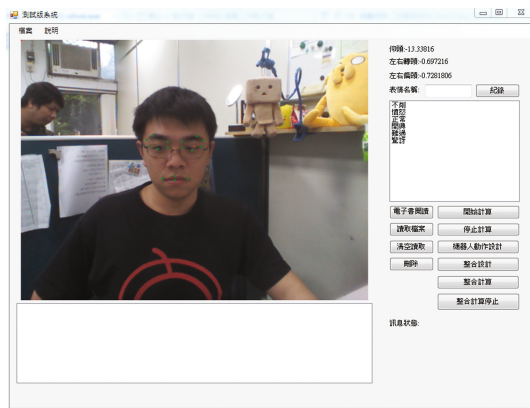 測試版系統
檔案 說明
仰頭:-13.33816
左右轉頭:-0.697216
左右偏頭:-0.7281806
表情名稱: 紀錄
不削
憤怒
正常
開心
難過
驚訝
電子書閱讀 開始計算
讀取檔案 停止計算
清空讀取 機器人動作設計
刪除 整合設計
整合計算
整合計算停止
訊息狀態: